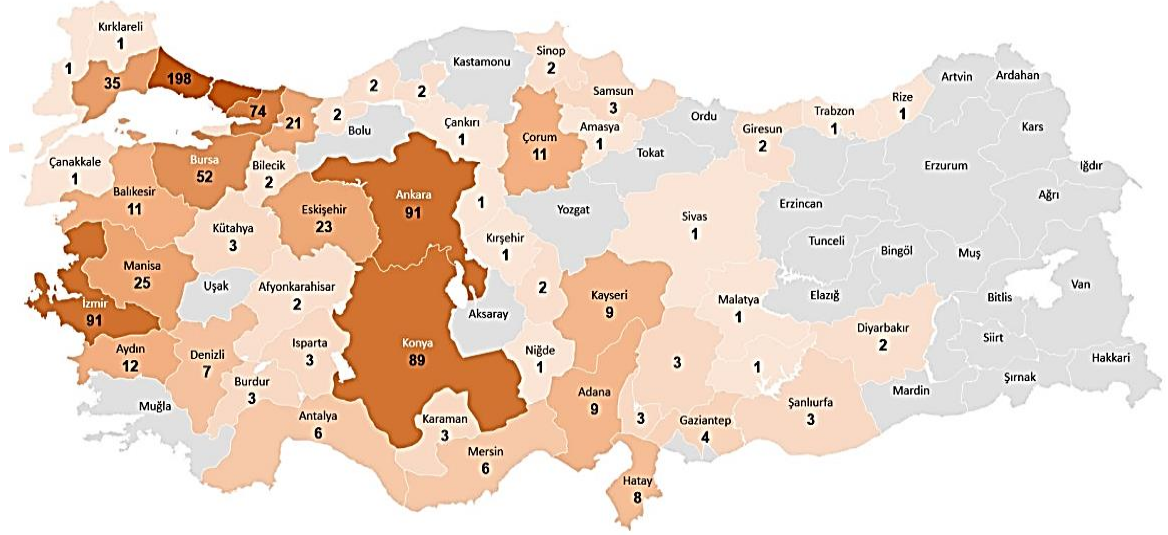 Kırklareli
1
1
35
198
74
21
2
2
2
Kastamonu
Sinop
2
Samsun
3
Amasya
1
Ordu
Giresun
2
Trabzon
1
Rize
1
Artvin
Ardahan
Kars
Iğdır
Ağrı
Erzurum
Erzincan
Tokat
Çorum
11
Çankırı
1
Bolu
Bilecik
2
Bursa
52
Çanakkale
1
Balıkesir
11
Kütahya
3
Eskişehir
23
Ankara
91
1
Kırşehir
1
Yozgat
Sivas
1
Tunceli
Bingöl
Muş
Van
Bitlis
Elazığ
Malatya
1
Kayseri
9
2
Aksaray
Konya
89
Afyonkarahisar
2
Uşak
Manisa
25
İzmir
91
Aydın
12
Denizli
7
Isparta
3
Burdur
3
Muğla
Antalya
6
Karaman
3
Mersin
6
Niğde
1
Adana
9
3
3
1
Gaziantep
4
Hatay
8
Şanlıurfa
3
Diyarbakır
2
Mardin
Siirt
Şırnak
Hakkari